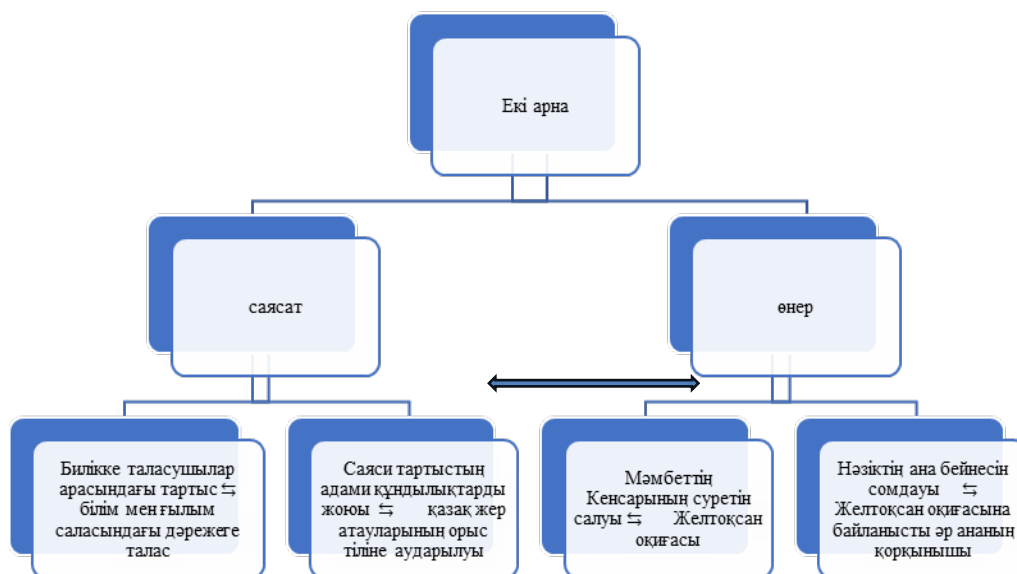 Екі арна
саясат
өнер
Билікке таласушылар
арасындағы тартыс ⇆
білім мен ғылым
саласындағы дәрежеге
талас
Саяси тартыстың
адами құндылықтарды
жоюы ⇆ қазақ жер
атауларының орыс
тіліне аударылуы
Мәмбеттің
Кенсарының суретін
салуы ⇆ Желтоқсан
оқиғасы
Нәзіктің ана бейнесін
сомдауы ⇆
Желтоқсан оқиғасына
байланысты әр ананың
қорқынышы